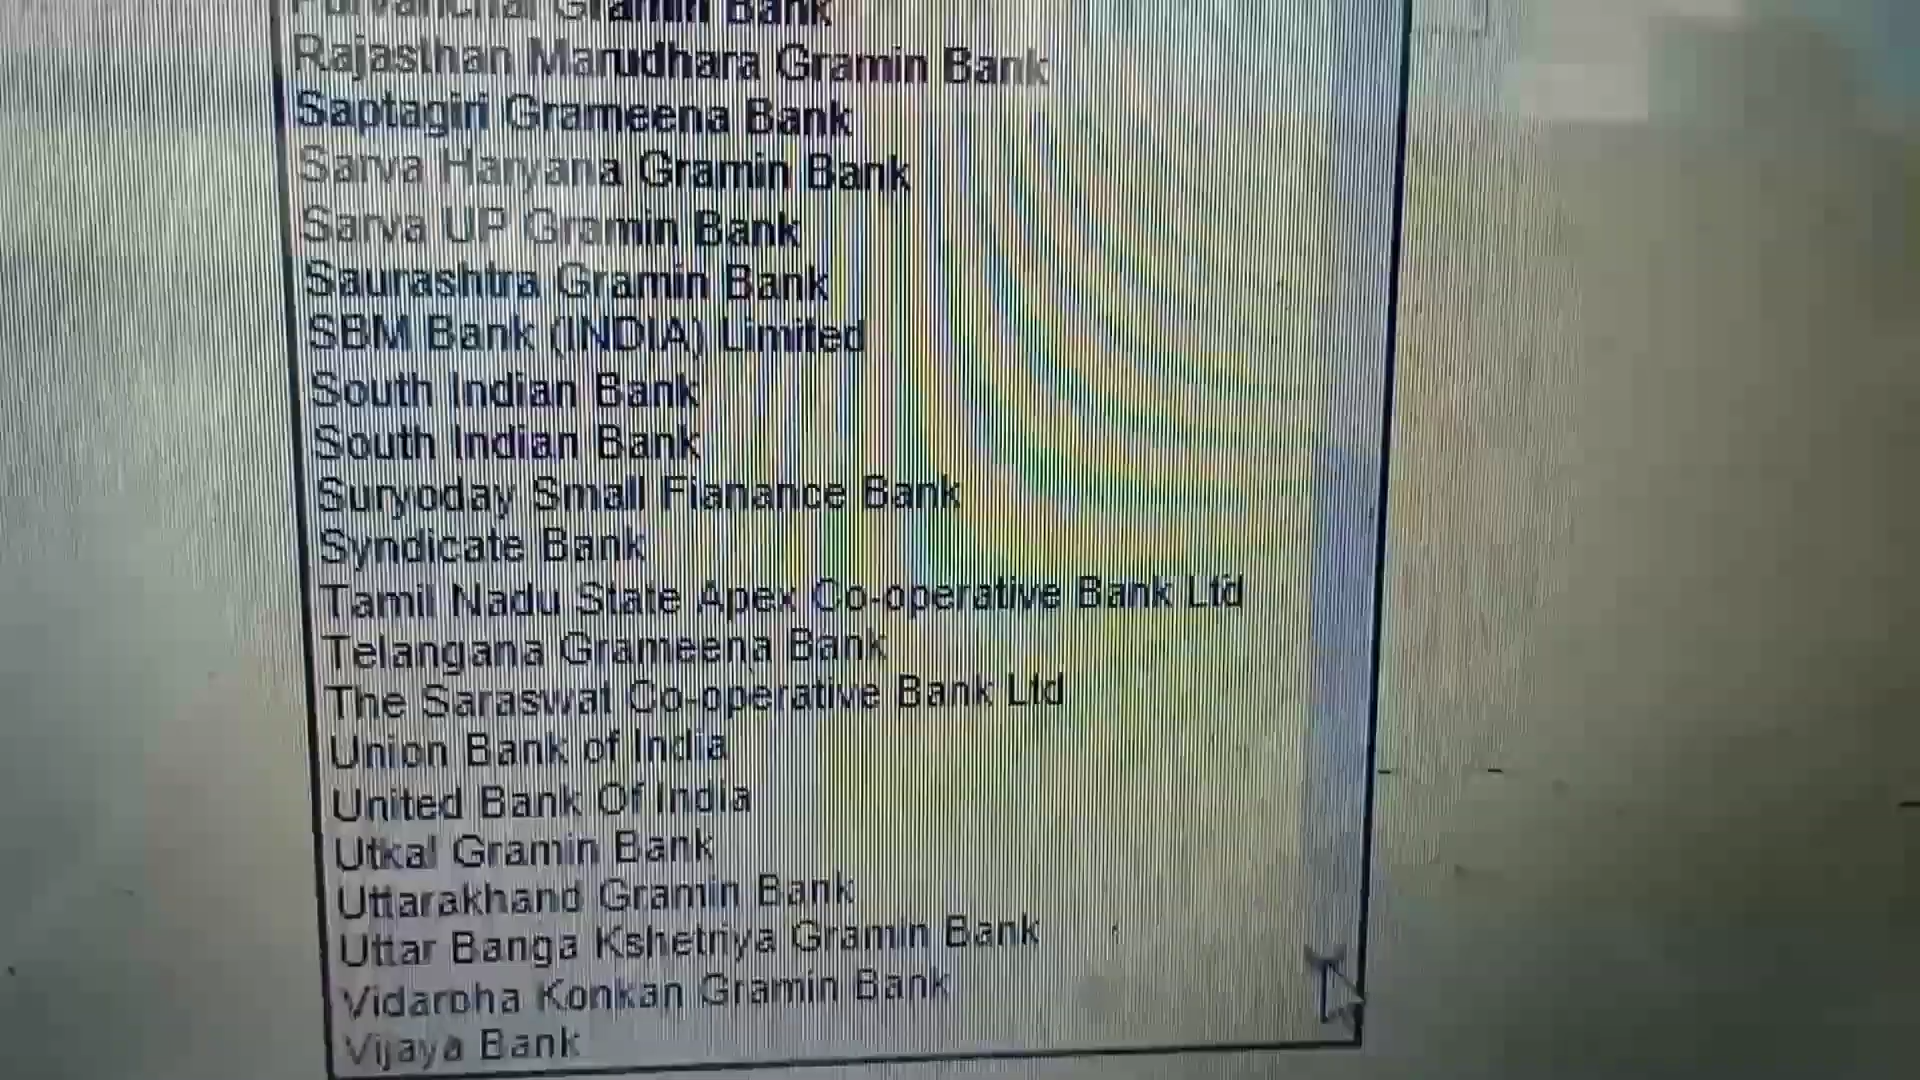 Purvanchal Gramin Bank
Rajasthan Marudhara Gramin Bank
Saptagiri Grameena Bank
Sarva Haryana Gramin Bank
Sarva UP Gramin Bank
Saurashtra Gramin Bank
SBM Bank (INDIA) Limited
South Indian Bank
South Indian Bank
Suryoday Small Fianance Bank
Syndicate Bank
Tamil Nadu State Apex Co-operative Bank Ltd
Telangana Grameena Bank
The Saraswat Co-operative Bank Ltd
Union Bank of India
United Bank Of India
Utkal Gramin Bank
Uttarakhand Gramin Bank
Uttar Banga Kshetriya Gramin Bank
Vidarbha Konkan Gramin Bank
Vijaya Bank